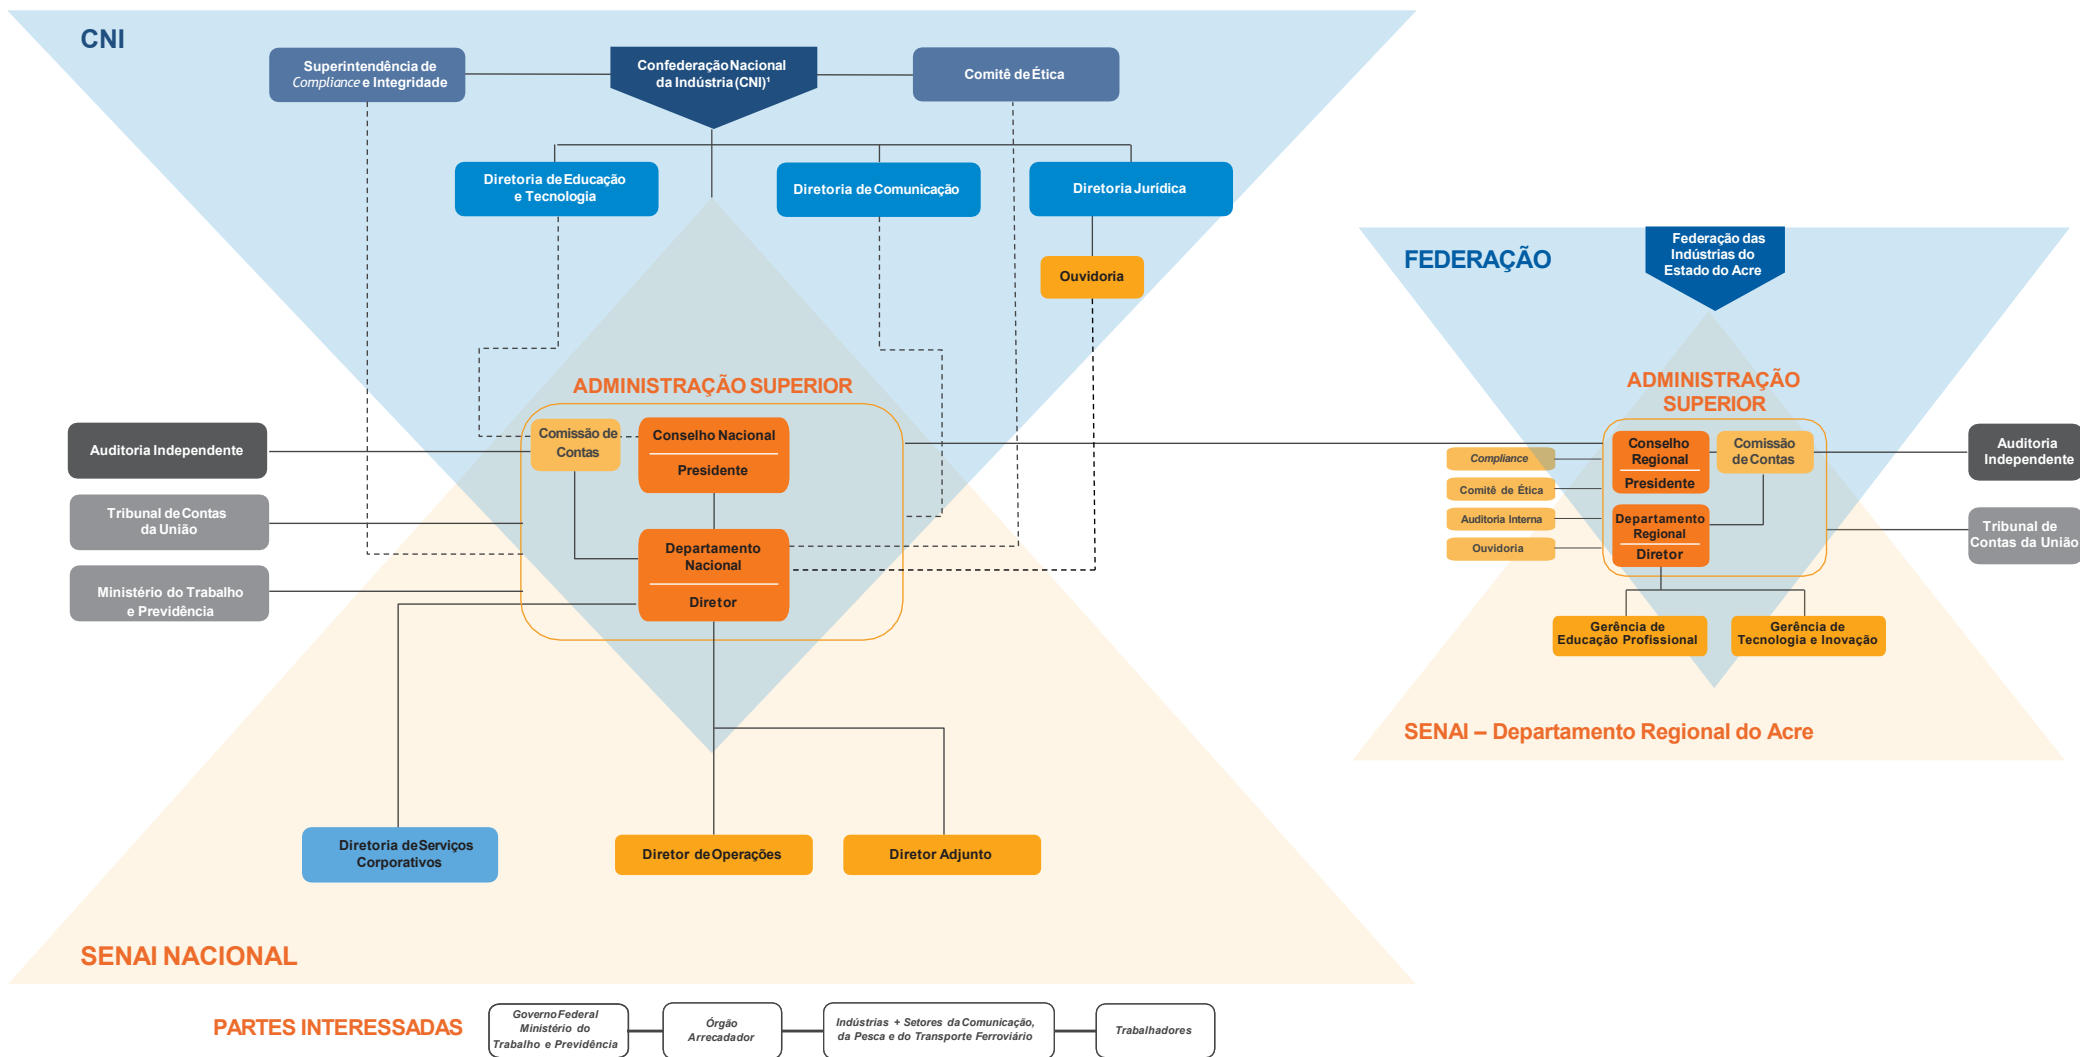 CNI
Superintendência de
Compliance e Integridade
Confederação Nacional
da Indústria (CNI)¹
Comitê de Ética
Diretoria de Educação
e Tecnologia
Diretoria de Comunicação
Diretoria Jurídica
Ouvidoria
ADMINISTRAÇÃO SUPERIOR
Comissão de
Contas
Conselho Nacional
Presidente
Auditoria Independente
Tribunal de Contas
da União
Departamento
Nacional
Diretor
Ministério do Trabalho
e Previdência
Diretoria de Serviços
Corporativos
Diretor de Operações
Diretor Adjunto
SENAI NACIONAL
FEDERAÇÃO
Federação das
Indústrias do
Estado do Acre
ADMINISTRAÇÃO
SUPERIOR
Conselho
Regional
Presidente
Comissão
de Contas
Auditoria
Independente
Compliance
Comitê de Ética
Auditoria Interna
Ouvidoria
Departamento
Regional
Diretor
Tribunal de
Contas da União
Gerência de
Educação Profissional
Gerência de
Tecnologia e Inovação
SENAI – Departamento Regional do Acre
PARTES INTERESSADAS
Governo Federal
Ministério do
Trabalho e Previdência
Órgão
Arrecadador
Indústrias + Setores da Comunicação,
da Pesca e do Transporte Ferroviário
Trabalhadores